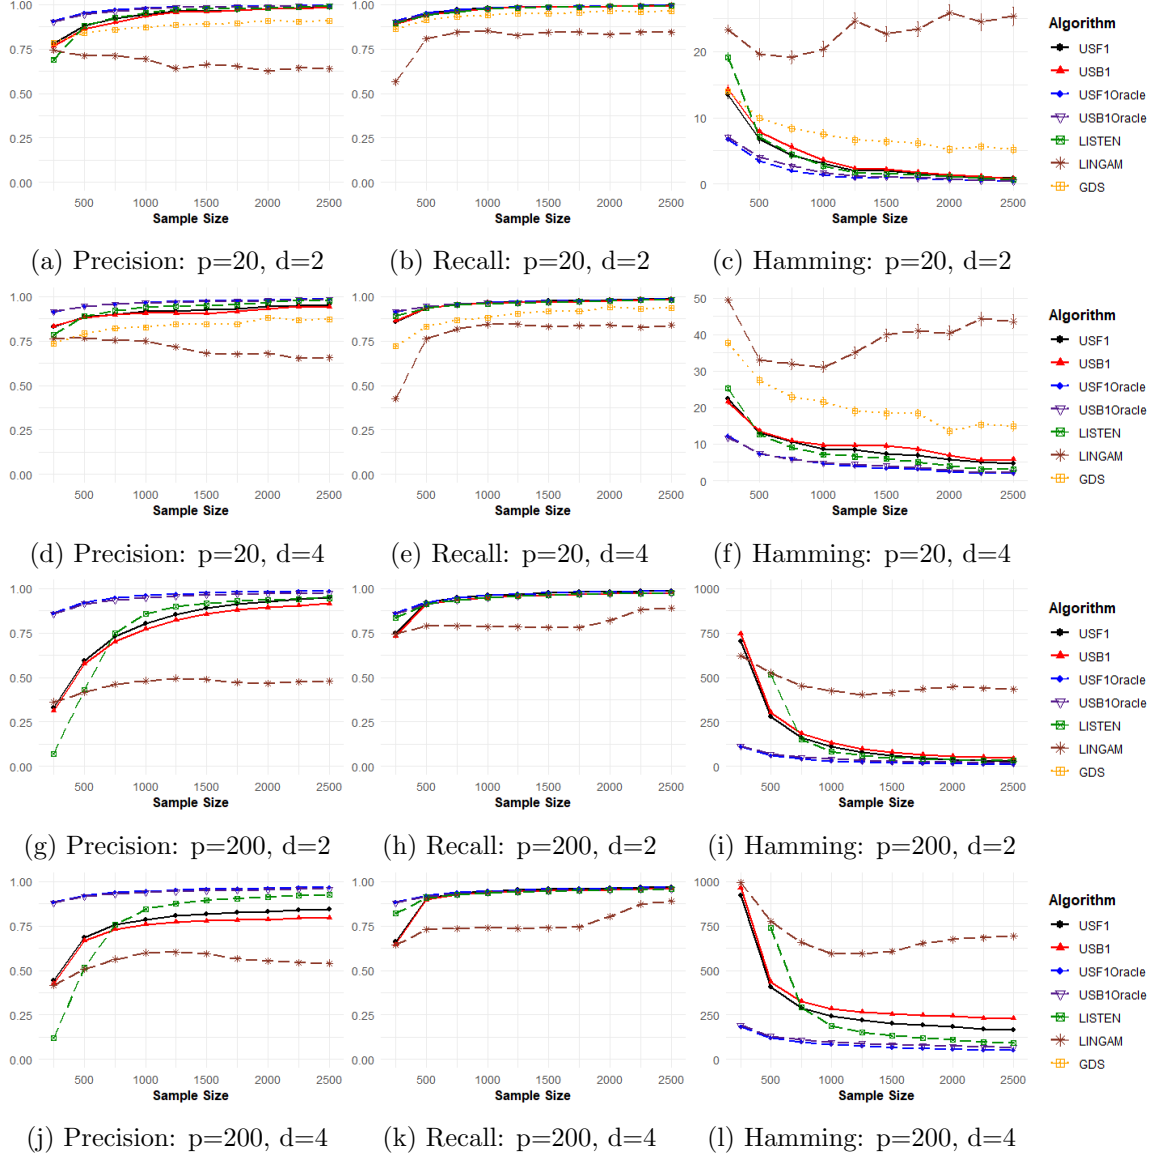 1.00
0.75
0.50
0.25
0.00
500 1000 1500 2000 2500
Sample Size
1.00
0.75
0.50
0.25
0.00
500 1000 1500 2000 2500
Sample Size
20
10
0
500 1000 1500 2000 2500
Sample Size
Algorithm
USF1
USB1
USF1Oracle
USB1Oracle
LISTEN
LINGAM
GDS
(a) Precision: p=20, d=2
(b) Recall: p=20, d=2
(c) Hamming: p=20, d=2
1.00
0.75
0.50
0.25
0.00
500 1000 1500 2000 2500
Sample Size
1.00
0.75
0.50
0.25
0.00
500 1000 1500 2000 2500
Sample Size
50
40
30
20
10
0
500 1000 1500 2000 2500
Sample Size
Algorithm
USF1
USB1
USF1Oracle
USB1Oracle
LISTEN
LINGAM
GDS
(d) Precision: p=20, d=4
(e) Recall: p=20, d=4
(f) Hamming: p=20, d=4
1.00
0.75
0.50
0.25
0.00
500 1000 1500 2000 2500
Sample Size
1.00
0.75
0.50
0.25
0.00
500 1000 1500 2000 2500
Sample Size
1000
750
500
250
0
500 1000 1500 2000 2500
Sample Size
Algorithm
USF1
USB1
USF1Oracle
USB1Oracle
LISTEN
LINGAM
GDS
(g) Precision: p=200, d=2
(h) Recall: p=200, d=2
(i) Hamming: p=200, d=2
1.00
0.75
0.50
0.25
0.00
500 1000 1500 2000 2500
Sample Size
1.00
0.75
0.50
0.25
0.00
500 1000 1500 2000 2500
Sample Size
1000
750
500
250
0
500 1000 1500 2000 2500
Sample Size
Algorithm
USF1
USB1
USF1Oracle
USB1Oracle
LISTEN
LINGAM
GDS
(j) Precision: p=200, d=4
(k) Recall: p=200, d=4
(l) Hamming: p=200, d=4